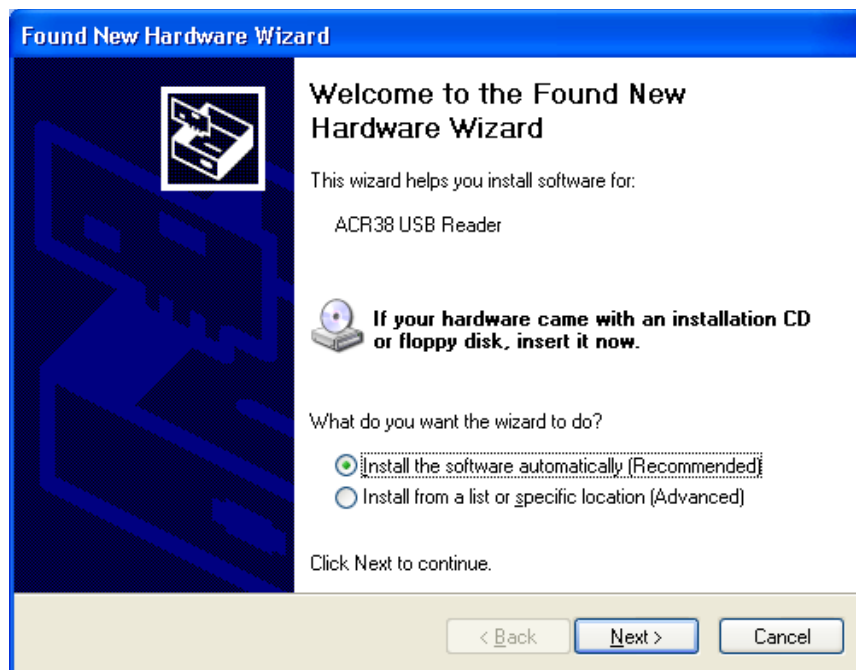 Found New Hardware Wizard
Welcome to the Found New
Hardware Wizard
This wizard helps you install software for:
ACR38 USB Reader
If your hardware came with an installation CD
or floppy disk, insert it now.
What do you want the wizard to do?
Install the software automatically (Recommended)
Install from a list or specific location (Advanced)
Click Next to continue.
< Back Next > Cancel